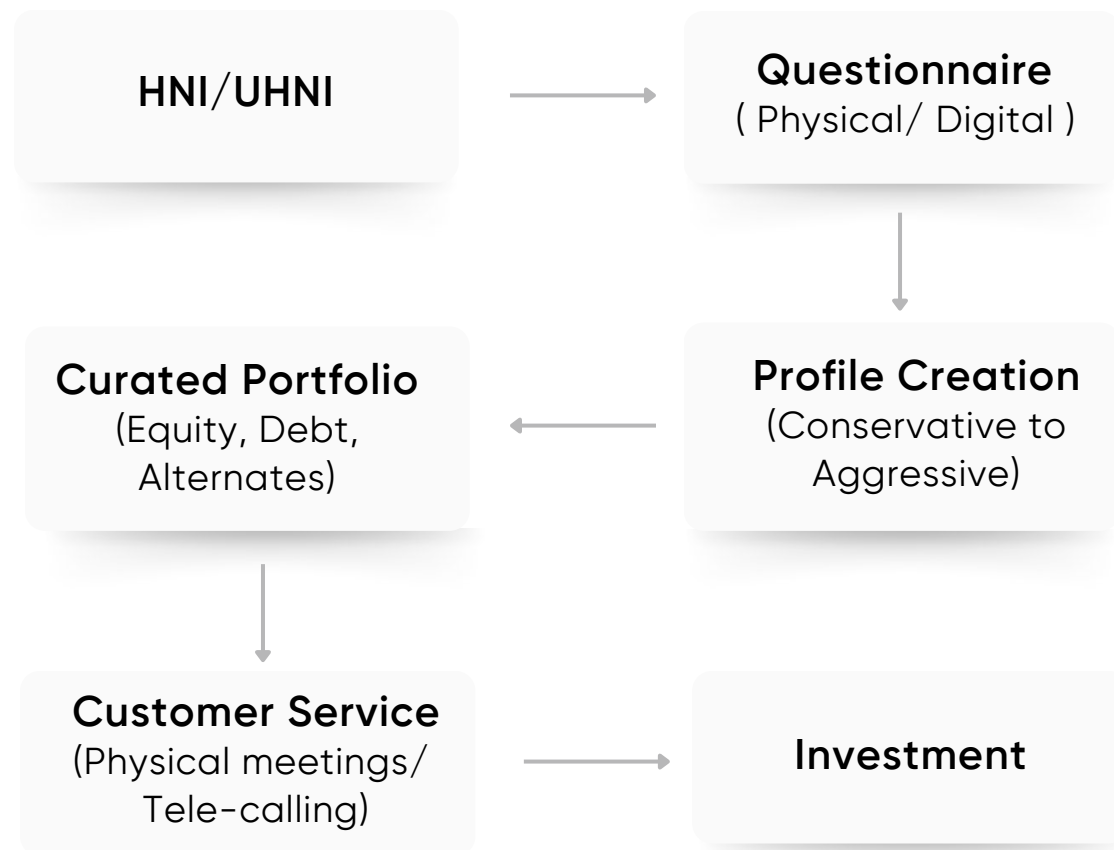 HNI/UHNI
Questionnaire
( Physical/ Digital )
Profile Creation
(Conservative to
Aggressive)
Curated Portfolio
(Equity, Debt,
Alternates)
Customer Service
(Physical meetings/
Tele-calling)
Investment